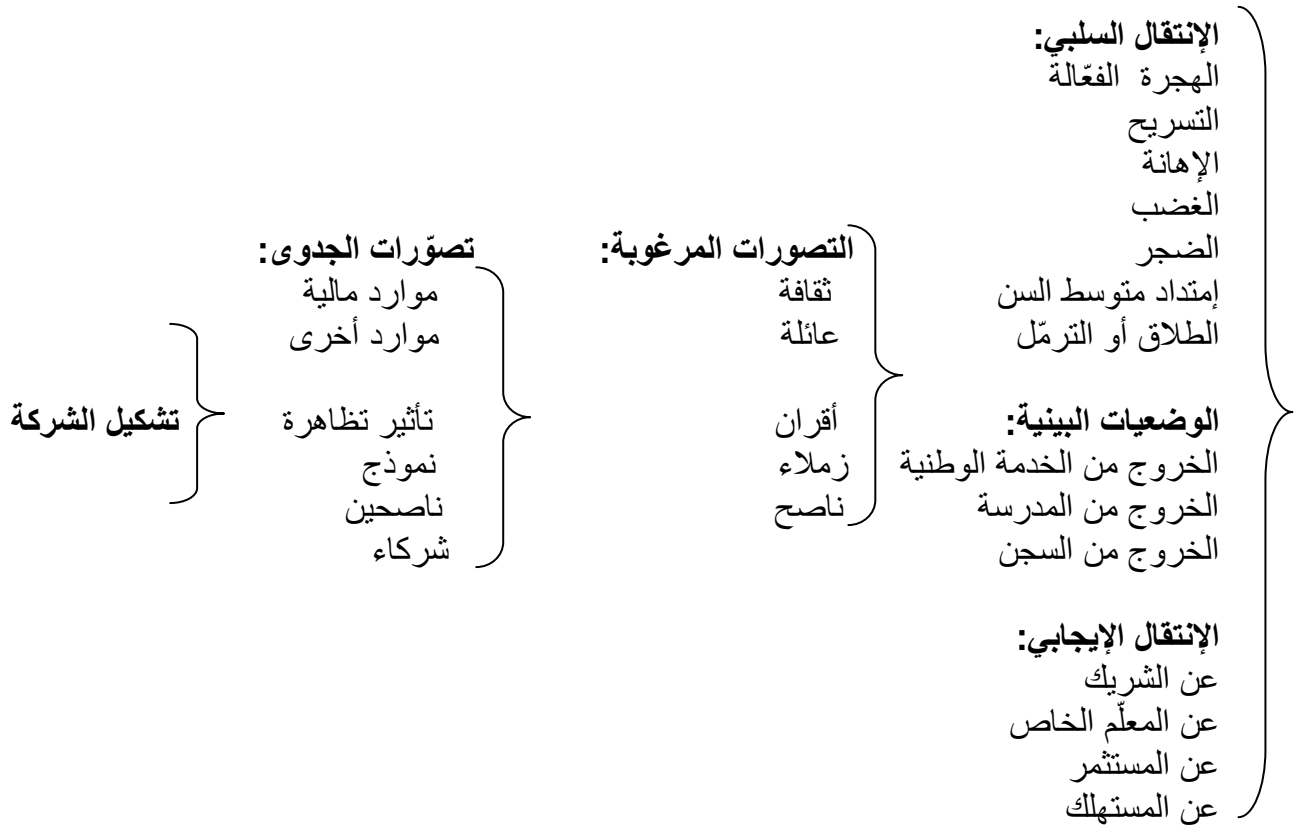 الإنتقال السلبي:
الهجرة الفعّالة
التسريح
الإهانة
الغضب
الضجر
إمتداد متوسط السن
الطلاق أو الترمّل
الوضعيات البينية:
الخروج من الخدمة الوطنية
الخروج من المدرسة
الخروج من السجن
الإنتقال الإيجابي:
عن الشريك
عن المعلّم الخاص
عن المستثمر
عن المستهلك
التصورات المرغوبة:
ثقافة
عائلة
أقران
زملاء
ناصح
تصوّرات الجدوى:
موارد مالية
موارد أخرى
تأثير تظاهرة
نموذج
ناصحين
شركاء
تشكيل الشركة